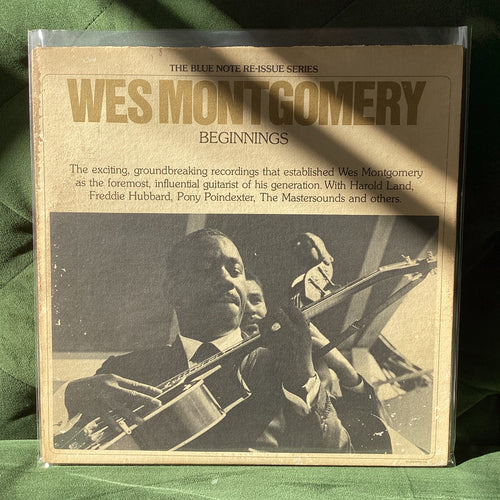 THE BLUE NOTE RE-ISSUE SERIES
WES MONTGOMERY
BEGINNINGS
The exciting, groundbreaking recordings that established Wes Montgomery
as the foremost, influential guitarist of his generation. With Harold Land,
Freddie Hubbard, Pony Poindexter, The Mastersounds and others.